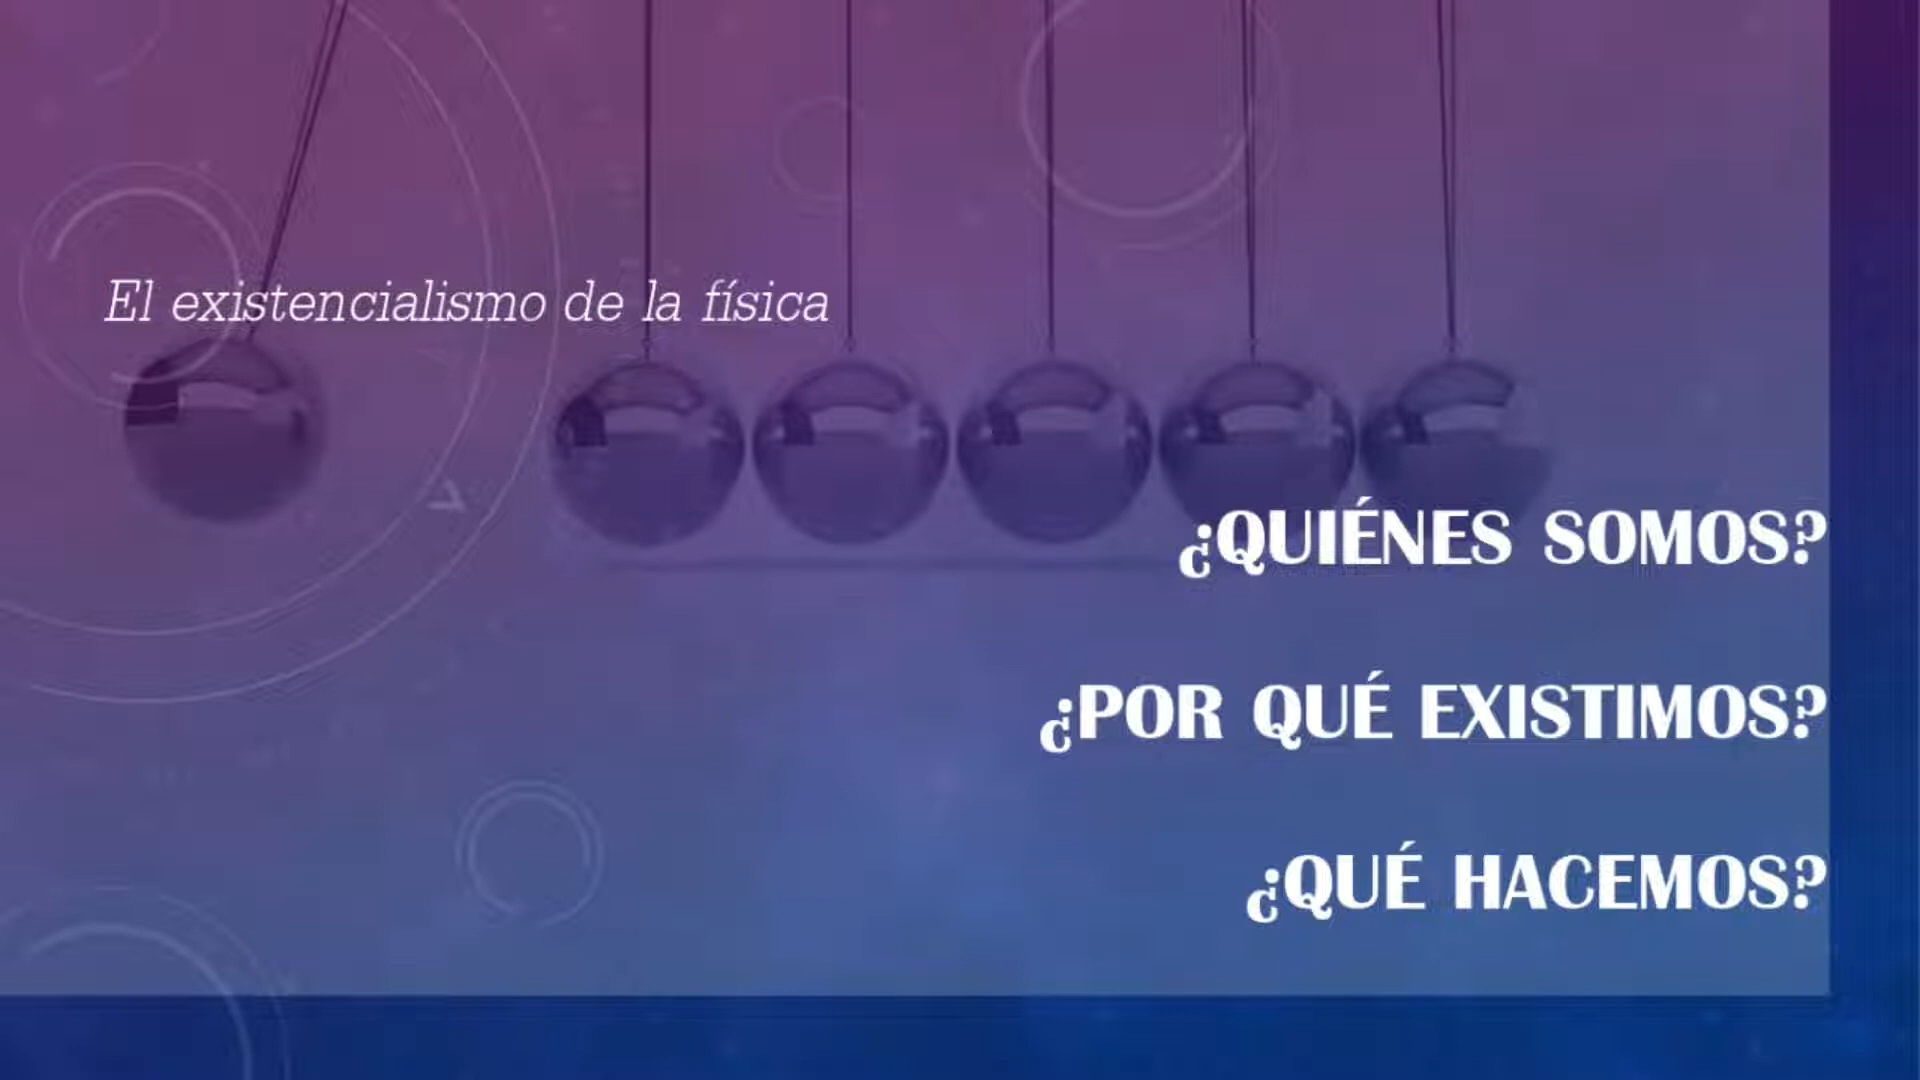 El existencialismo de la física
¿QUIÉNES SOMOS?
¿POR QUÉ EXISTIMOS?
¿QUÉ HACEMOS?